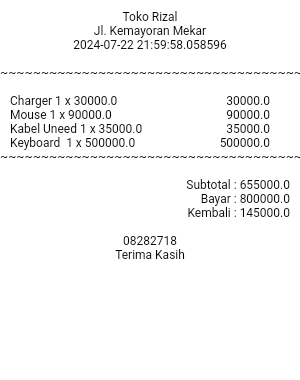 Toko Rizal
Jl. Kemayoran Mekar
2024-07-22 21:59:58.058596
~~~~~~~~~~~~~~~~~~~~~~~~~~~~~~~~~~~~
Charger 1 x 30000.0 30000.0
Mouse 1 x 90000.0 90000.0
Kabel Uneed 1 x 35000.0 35000.0
Keyboard  1 x 500000.0 500000.0
~~~~~~~~~~~~~~~~~~~~~~~~~~~~~~~~~~~~
Subtotal : 655000.0
Bayar : 800000.0
Kembali : 145000.0
08282718
Terima Kasih